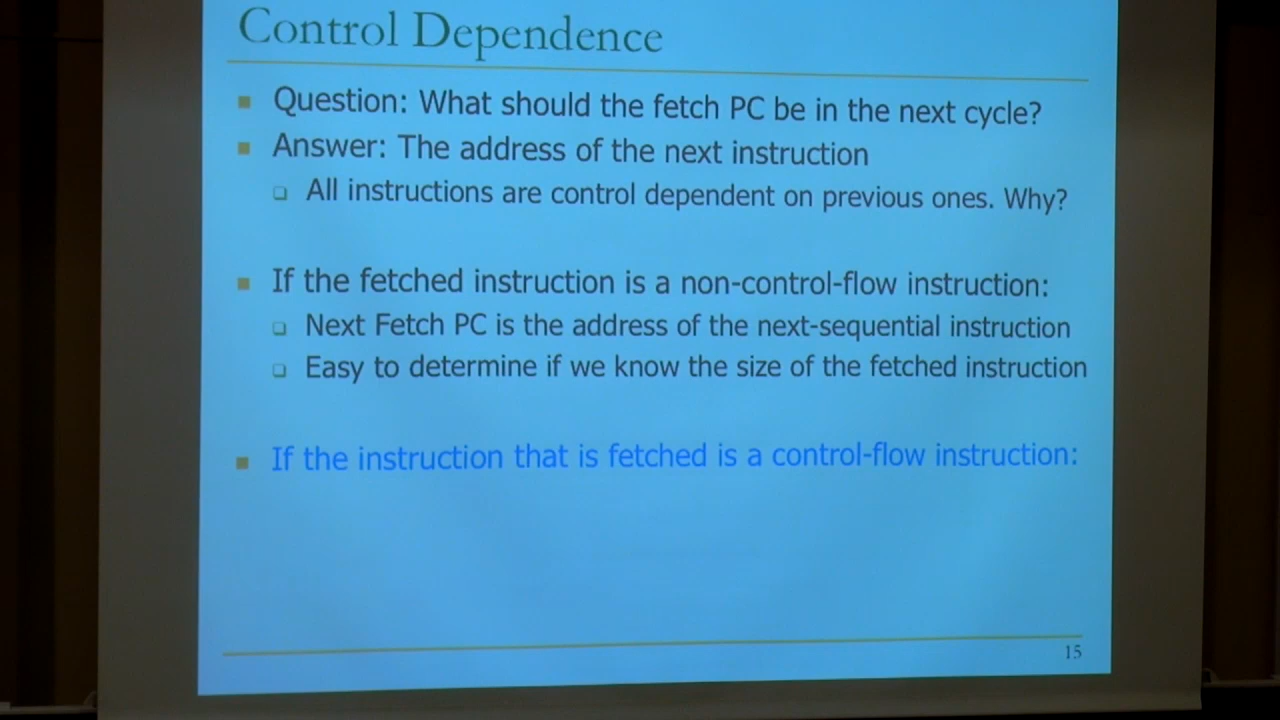 Control Dependence
Question: What should the fetch PC be in the next cycle?
Answer: The address of the next instruction
All instructions are control dependent on previous ones. Why?
If the fetched instruction is a non-control-flow instruction:
Next Fetch PC is the address of the next-sequential instruction
Easy to determine if we know the size of the fetched instruction
If the instruction that is fetched is a control-flow instruction:
15